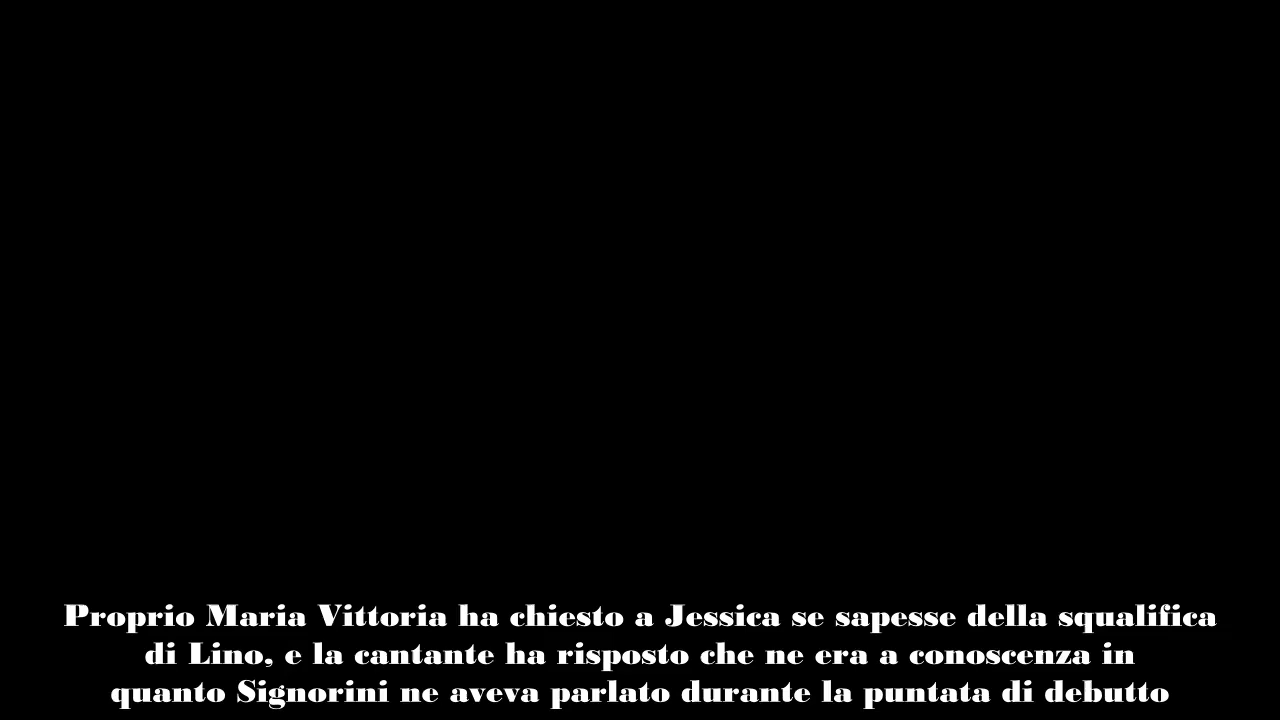 Proprio Maria Vittoria ha chiesto a Jessica se sapesse della squalifica
di Lino, e la cantante ha risposto che ne era a conoscenza in
quanto Signorini ne aveva parlato durante la puntata di debutto